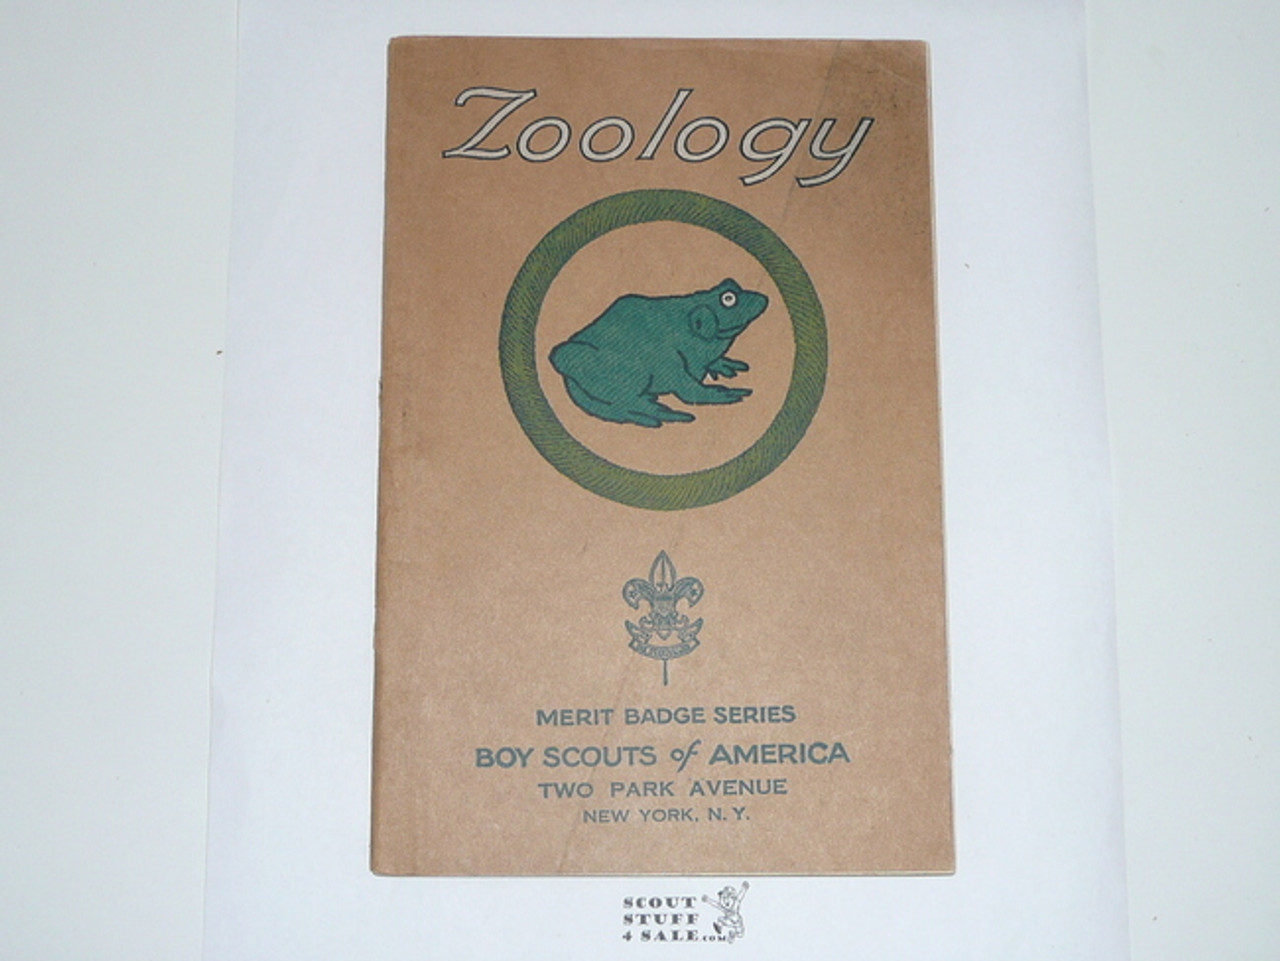 Zoology
MERIT BADGE SERIES
BOY SCOUTS of AMERICA
TWO PARK AVENUE
NEW YORK, N. Y.
SCOUT
STUFF
4 SALE.COM